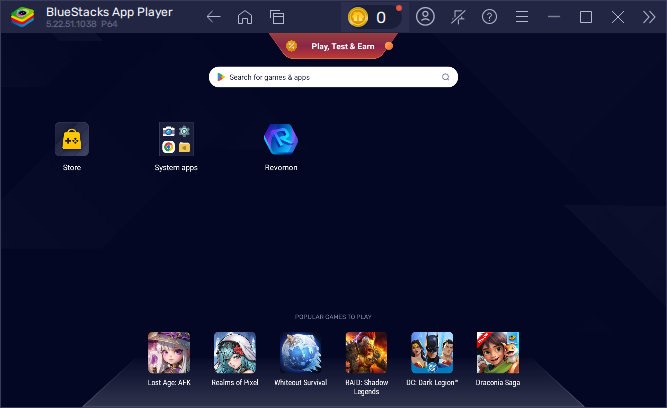 BlueStacks App Player
5.22.51.1038 P64
0
Play, Test & Earn
Search for games & apps
Store
System apps
Revomon
POPULAR GAMES TO PLAY
Lost Age: AFK
Realms of Pixel
Whiteout Survival
RAID: Shadow
Legends
DC: Dark Legion™
Draconia Saga